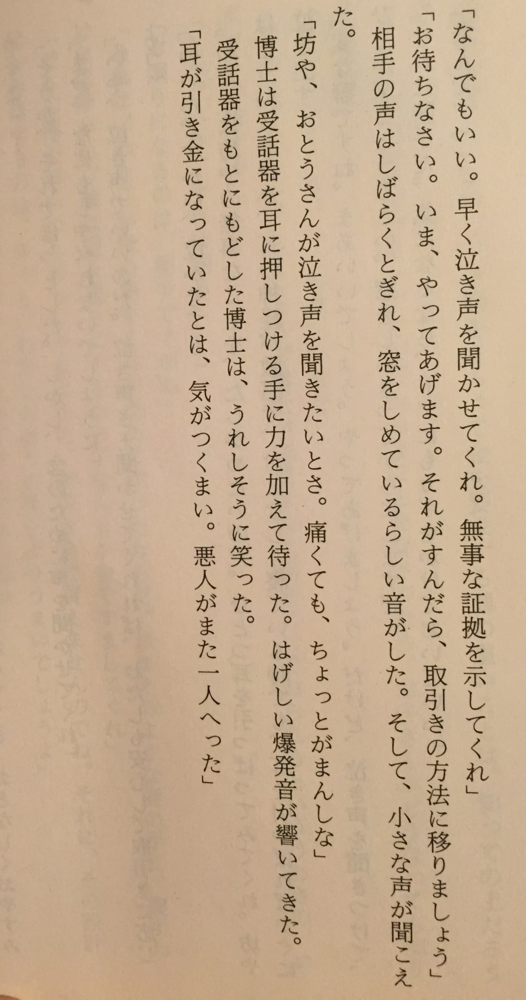 「なんでもいい。早く泣き声を聞かせてくれ。無事な証拠を示してくれ」
「お待ちなさい。いま、やってあげます。それがすんだら、取引きの方法に移りましょう」
相手の声はしばらくとぎれ、窓をしめているらしい音がした。そして、小さな声が聞こえ
た。
「坊や、おとうさんが泣き声を聞きたいとさ。痛くても、ちょっとがまんしな」
博士は受話器を耳に押しつける手に力を加えて待った。はげしい爆発音が響いてきた。
受話器をもとにもどした博士は、うれしそうに笑った。
「耳が引き金になっていたとは、気がつくまい。悪人がまた一人へった」